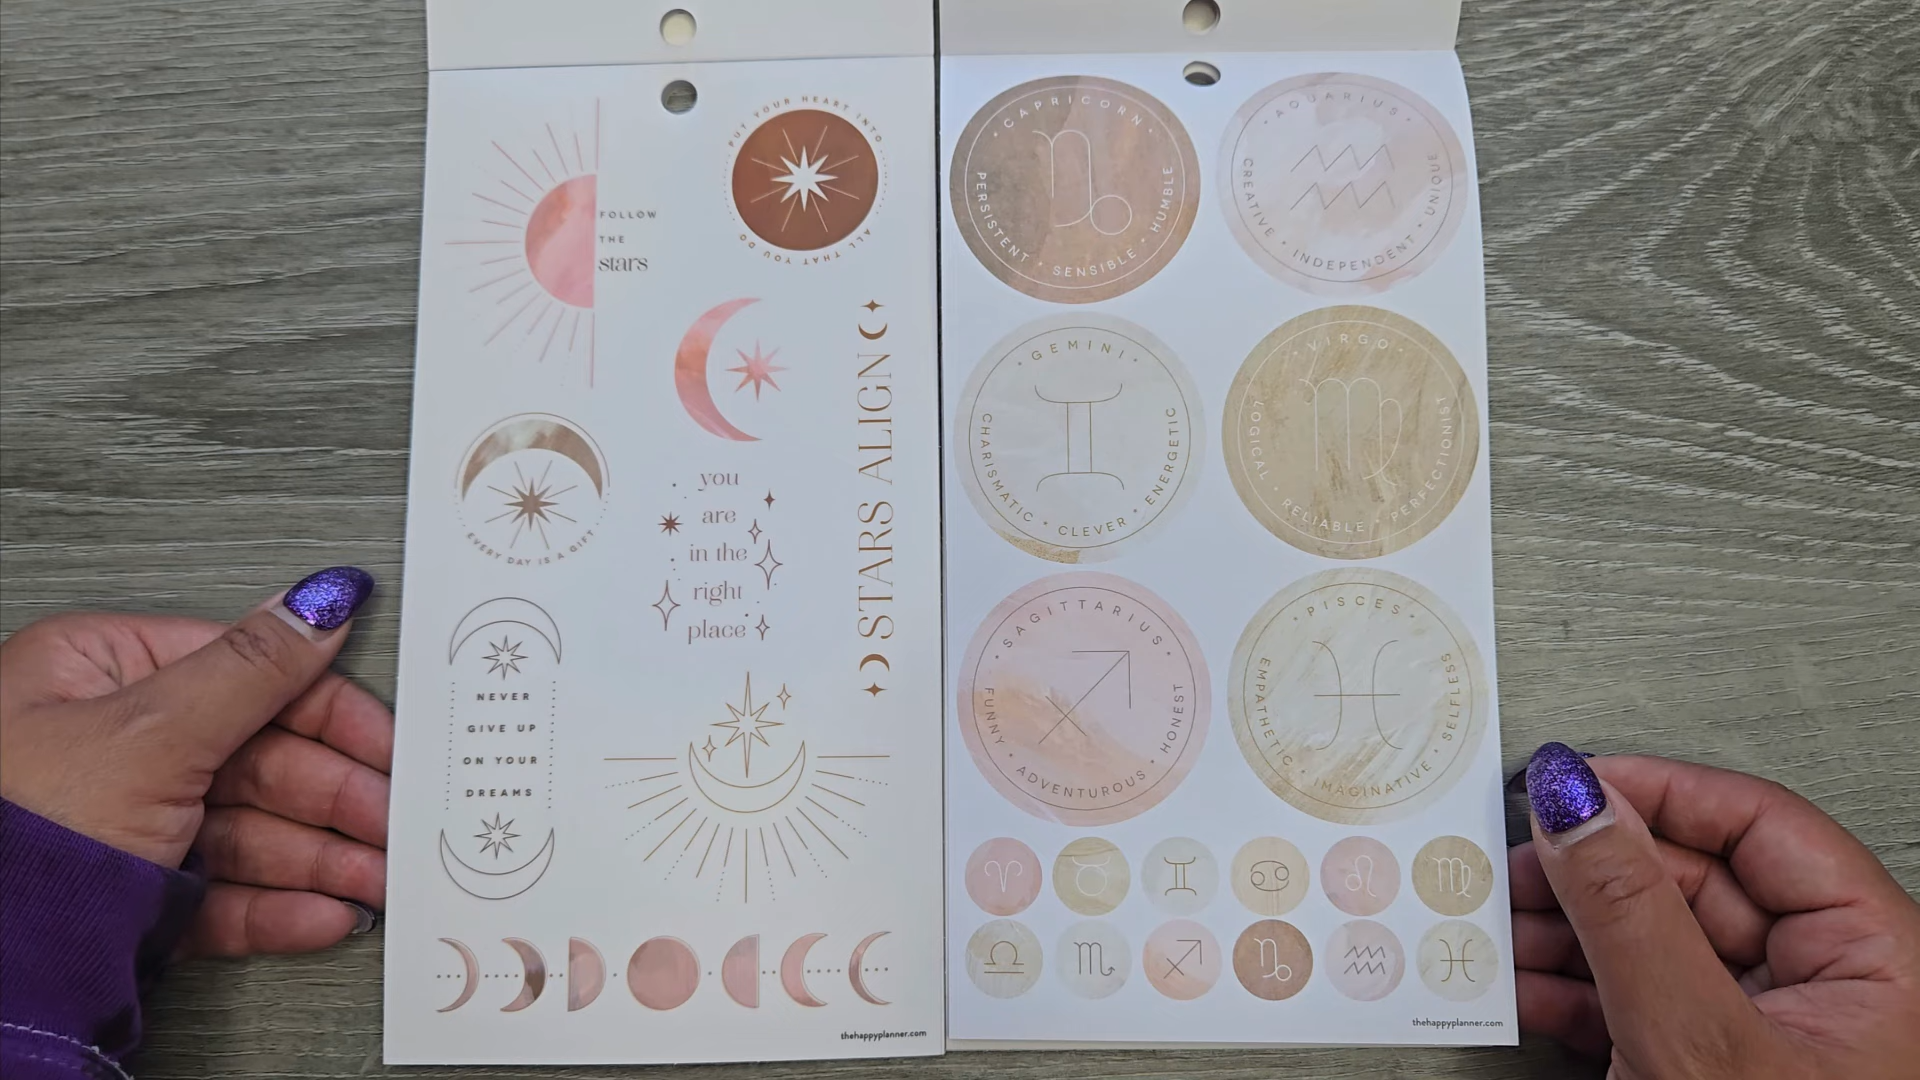 FOLLOW
THE
stars
PUT YOUR HEART INTO
ALL THAT YOU DO
STARS ALIGN
EVERY DAY IS A GIFT
you
are
in the
right
place
NEVER
GIVE UP
ON YOUR
DREAMS
thehappyplanner.com
CAPRICORN
PERSISTENT • SENSIBLE • HUMBLE
AQUARIUS
CREATIVE • INDEPENDENT • UNIQUE
GEMINI
CHARISMATIC • CLEVER • ENERGETIC
VIRGO
LOGICAL • RELIABLE • PERFECTIONIST
SAGITTARIUS
FUNNY • ADVENTUROUS • HONEST
PISCES
EMPATHETIC • IMAGINATIVE • SELFLESS
thehappyplanner.com